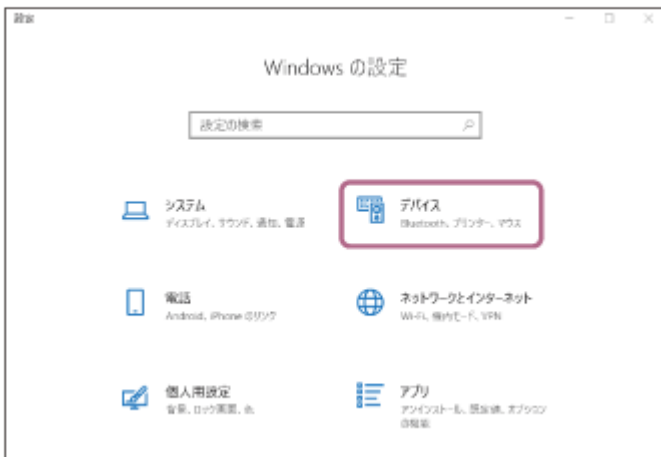 設定
Windows の設定
設定の検索
システム
ディスプレイ、サウンド、通知、電源
デバイス
Bluetooth、プリンター、マウス
電話
Android、iPhone のリンク
ネットワークとインターネット
Wi-Fi、機内モード、VPN
個人用設定
背景、ロック画面、色
アプリ
アンインストール、既定値、オプション
の機能